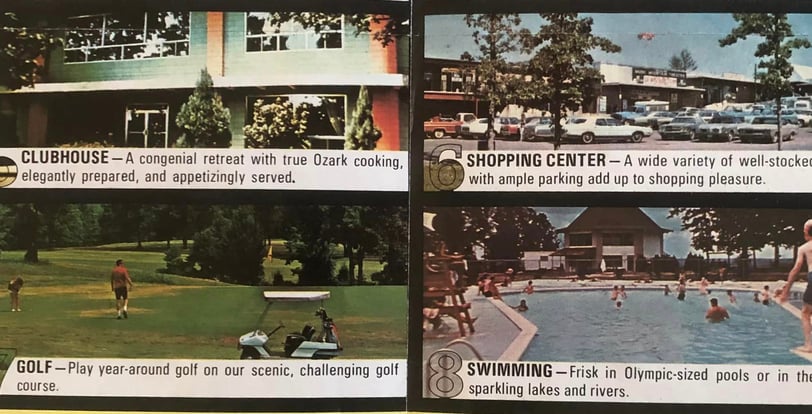 CLUBHOUSE — A congenial retreat with true Ozark cooking,
elegantly prepared, and appetizingly served.
6 SHOPPING CENTER — A wide variety of well-stocked
with ample parking add up to shopping pleasure.
7 GOLF — Play year-around golf on our scenic, challenging golf
course.
8 SWIMMING — Frisk in Olympic-sized pools or in the
sparkling lakes and rivers.